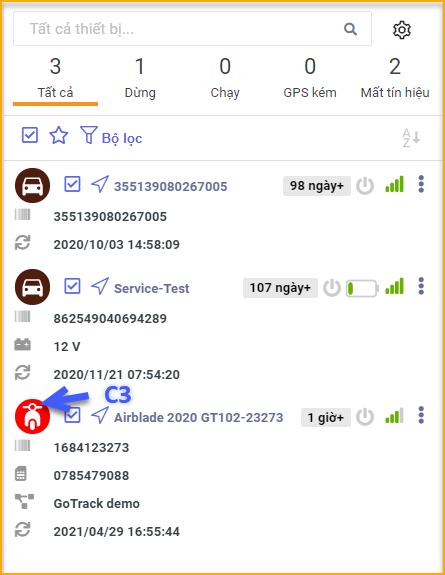 Tất cả thiết bị...
3 1 0 0 2
Tất cả Dừng Chạy GPS kém Mất tín hiệu
Bộ lọc A Z
355139080267005 98 ngày+
355139080267005
2020/10/03 14:58:09
Service-Test 107 ngày+
862549040694289
12 V
2020/11/21 07:54:20
C3
Airblade 2020 GT102-23273 1 giờ+
1684123273
0785479088
GoTrack demo
2021/04/29 16:55:44